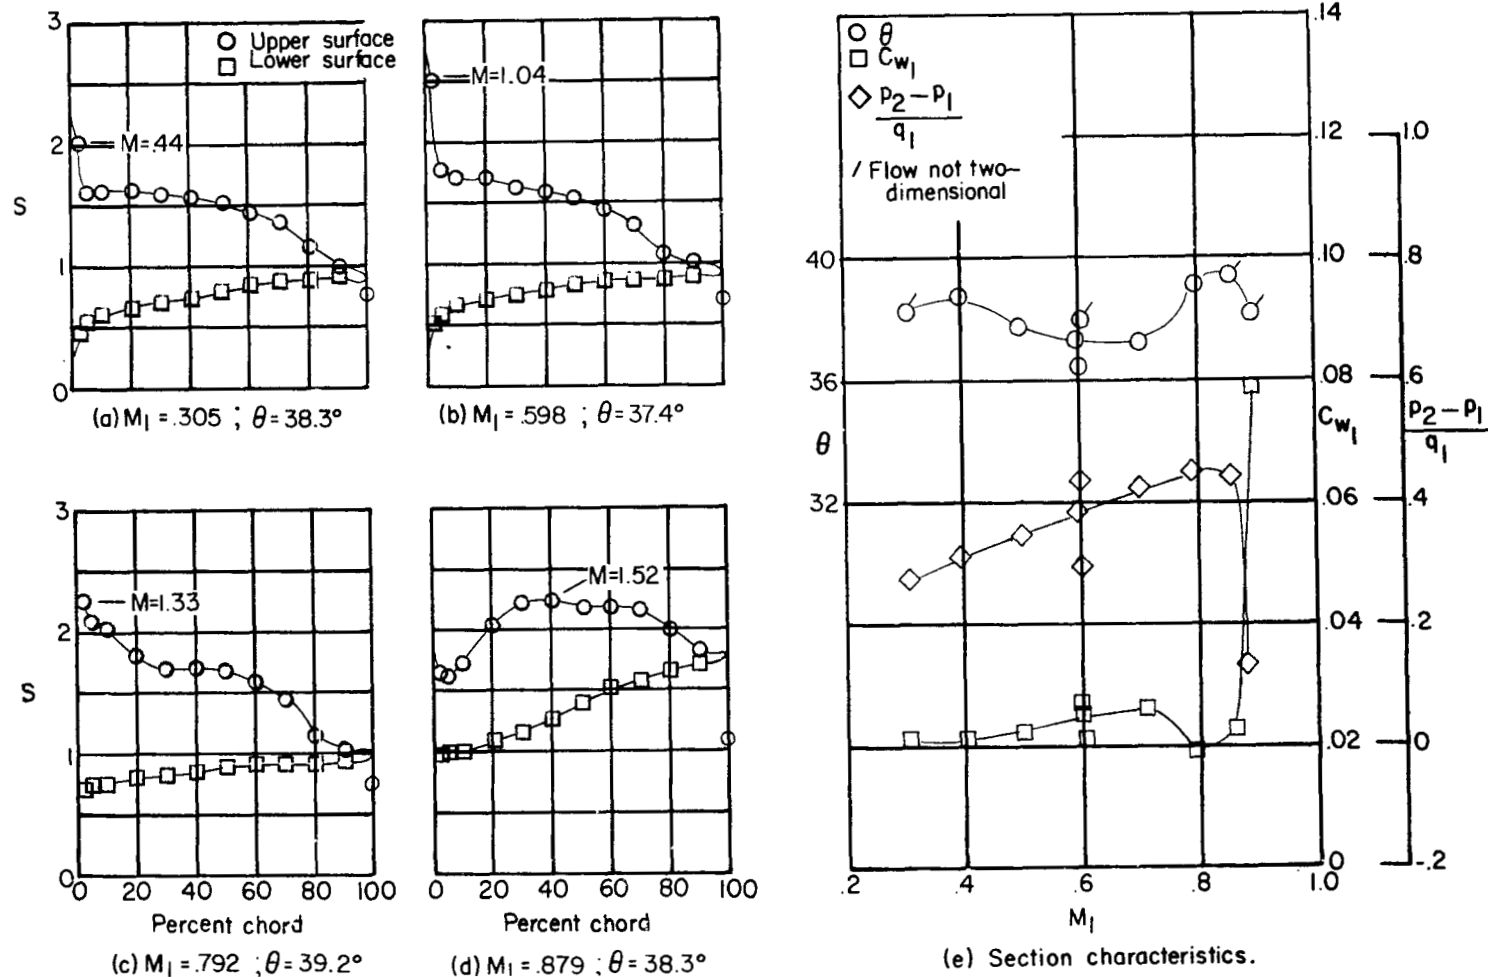 3
2
S
1
0
○ Upper surface
□ Lower surface
M=.44
(a) M₁ = .305 ; θ = 38.3°
M=1.04
(b) M₁ = .598 ; θ = 37.4°
3
2
S
1
0
M=1.33
0 20 40 60 80 100
Percent chord
(c) M₁ = .792 ; θ = 39.2°
M=1.52
0 20 40 60 80 100
Percent chord
(d) M₁ = .879 ; θ = 38.3°
○ θ
□ C_w₁
◇ p₂-p₁
q₁
/ Flow not two-
dimensional
40
36
θ
32
.14
.12
.10
.08
C_w₁
.06
.04
.02
0
1.0
.8
.6
p₂-p₁
q₁
.4
.2
0
-.2
.2 .4 .6 .8 1.0
M₁
(e) Section characteristics.